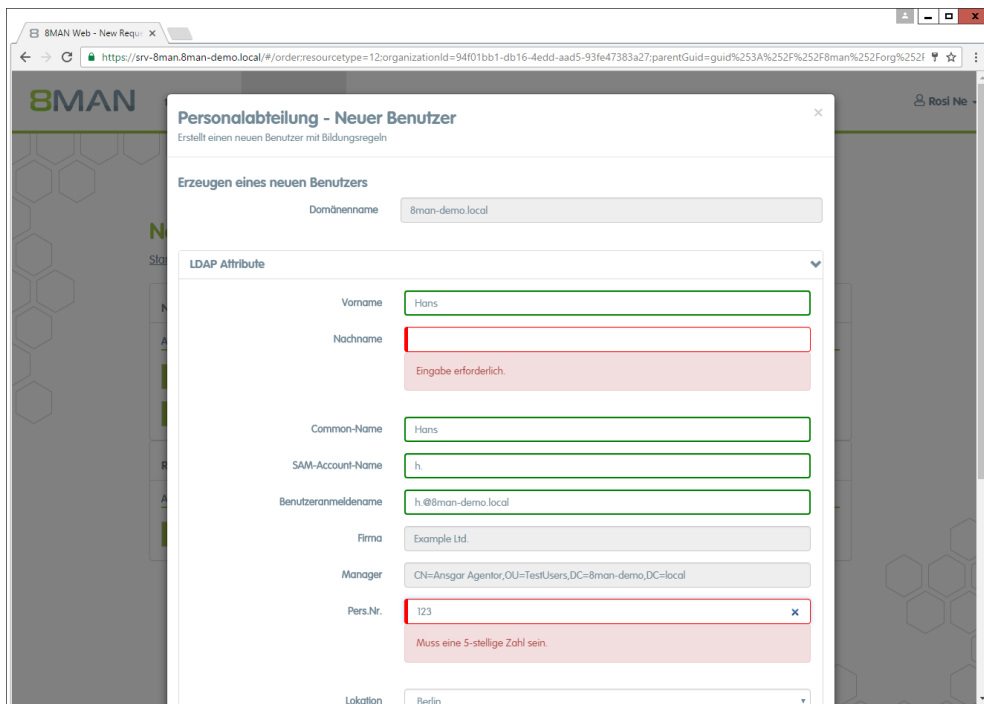 8MAN Web - New Reque
https://srv-8man.8man-demo.local/#/order;resourcetype=12;organizationId=94f01bb1-db16-4edd-aad5-93fe47383a27;parentGuid=guid%253A%252F%252F8man%252Forg%252F
8MAN
Rosi Ne
Personalabteilung - Neuer Benutzer
Erstellt einen neuen Benutzer mit Bildungsregeln
Erzeugen eines neuen Benutzers
Domänenname
8man-demo.local
LDAP Attribute
Vorname
Hans
Nachname
Eingabe erforderlich.
Common-Name
Hans
SAM-Account-Name
h.
Benutzeranmeldename
h.@8man-demo.local
Firma
Example Ltd.
Manager
CN=Ansgar Agentor,OU=TestUsers,DC=8man-demo,DC=local
Pers.Nr.
123
Muss eine 5-stellige Zahl sein.
Lokation
Berlin